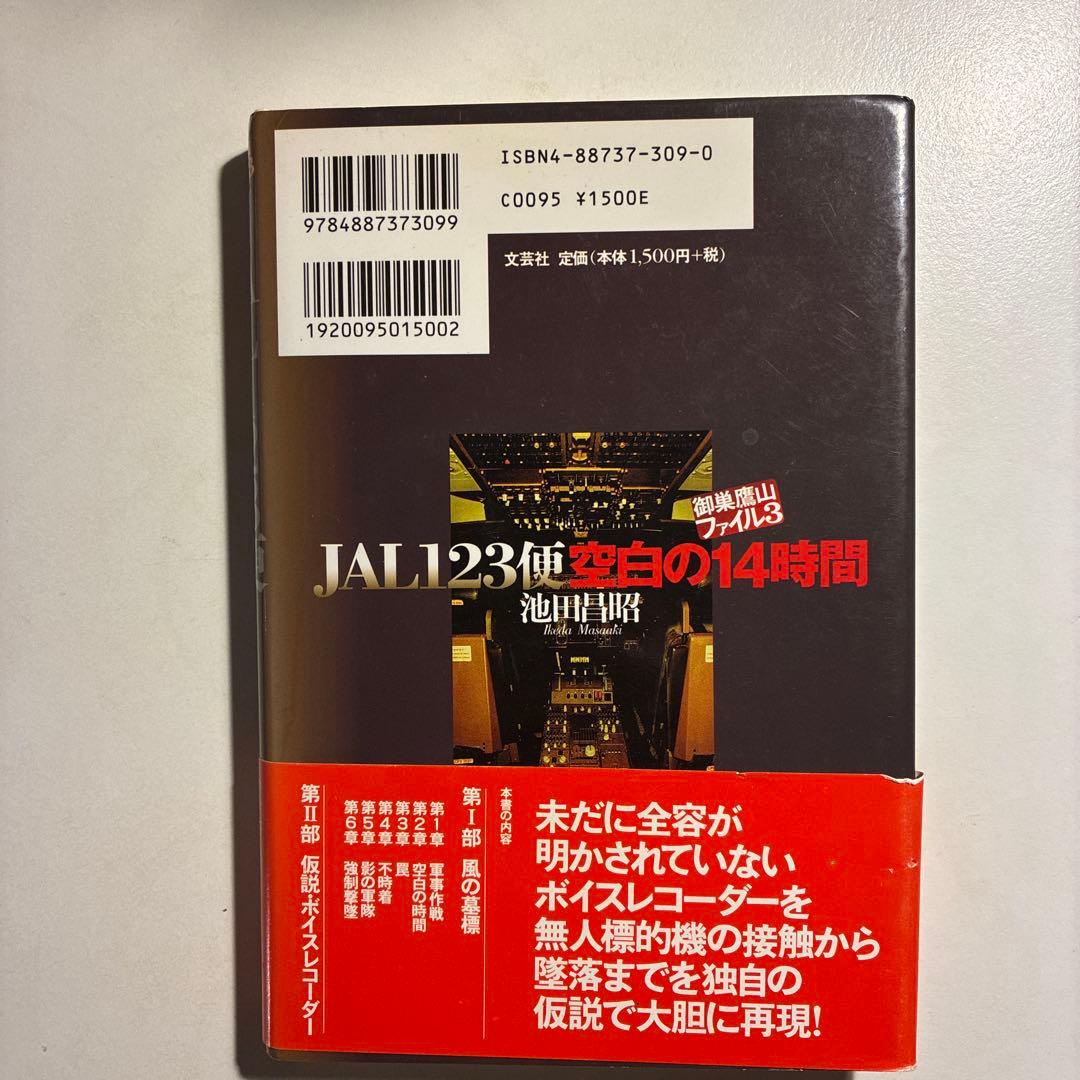 ISBN4-88737-309-0
9784887373099
C0095 ¥1500E
文芸社 定価(本体1,500円+税)
1920095015002
御巣鷹山
ファイル3
JAL123便 空白の14時間
池田昌昭
Ikeda Masaaki
未だに全容が
明かされていない
ボイスレコーダーを
無人標的機の接触から
墜落までを独自の
仮説で大胆に再現!
本書の内容
第Ⅰ部 風の墓標
第1章 軍事作戦
第2章 空白の時間
第3章 罠
第4章 不時着
第5章 影の軍隊
第6章 強制撃墜
第Ⅱ部 仮説・ボイスレコーダー